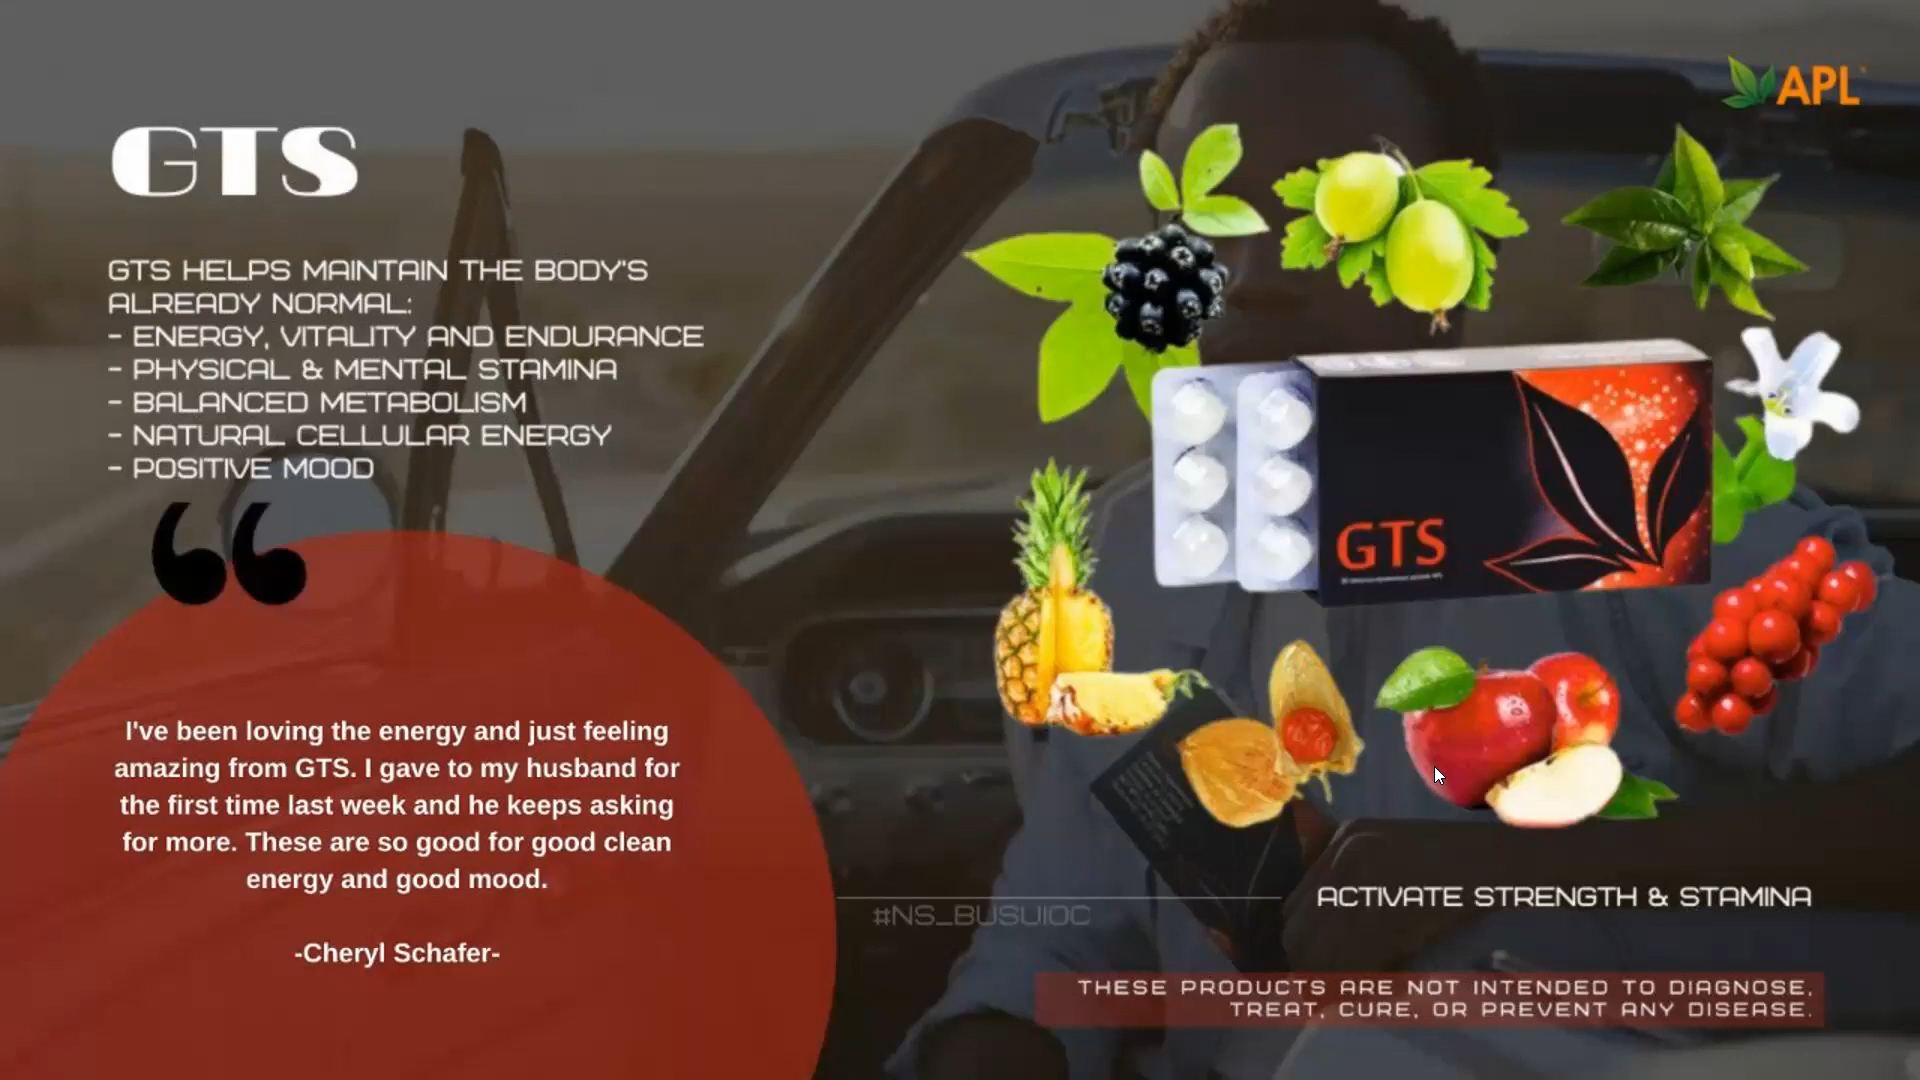 APL
GTS
GTS HELPS MAINTAIN THE BODY'S
ALREADY NORMAL:
- ENERGY, VITALITY AND ENDURANCE
- PHYSICAL & MENTAL STAMINA
- BALANCED METABOLISM
- NATURAL CELLULAR ENERGY
- POSITIVE MOOD
“
I've been loving the energy and just feeling
amazing from GTS. I gave to my husband for
the first time last week and he keeps asking
for more. These are so good for good clean
energy and good mood.
-Cheryl Schafer-
GTS
#NS_BUSUIOC
ACTIVATE STRENGTH & STAMINA
THESE PRODUCTS ARE NOT INTENDED TO DIAGNOSE,
TREAT, CURE, OR PREVENT ANY DISEASE.